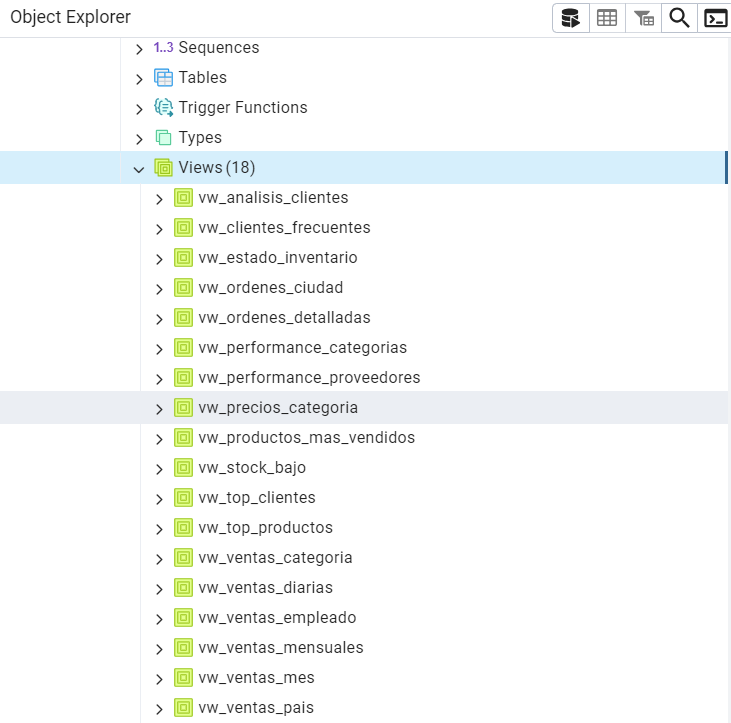 Object Explorer
1..3 Sequences
Tables
Trigger Functions
Types
Views (18)
vw_analisis_clientes
vw_clientes_frecuentes
vw_estado_inventario
vw_ordenes_ciudad
vw_ordenes_detalladas
vw_performance_categorias
vw_performance_proveedores
vw_precios_categoria
vw_productos_mas_vendidos
vw_stock_bajo
vw_top_clientes
vw_top_productos
vw_ventas_categoria
vw_ventas_diarias
vw_ventas_empleado
vw_ventas_mensuales
vw_ventas_mes
vw_ventas_pais